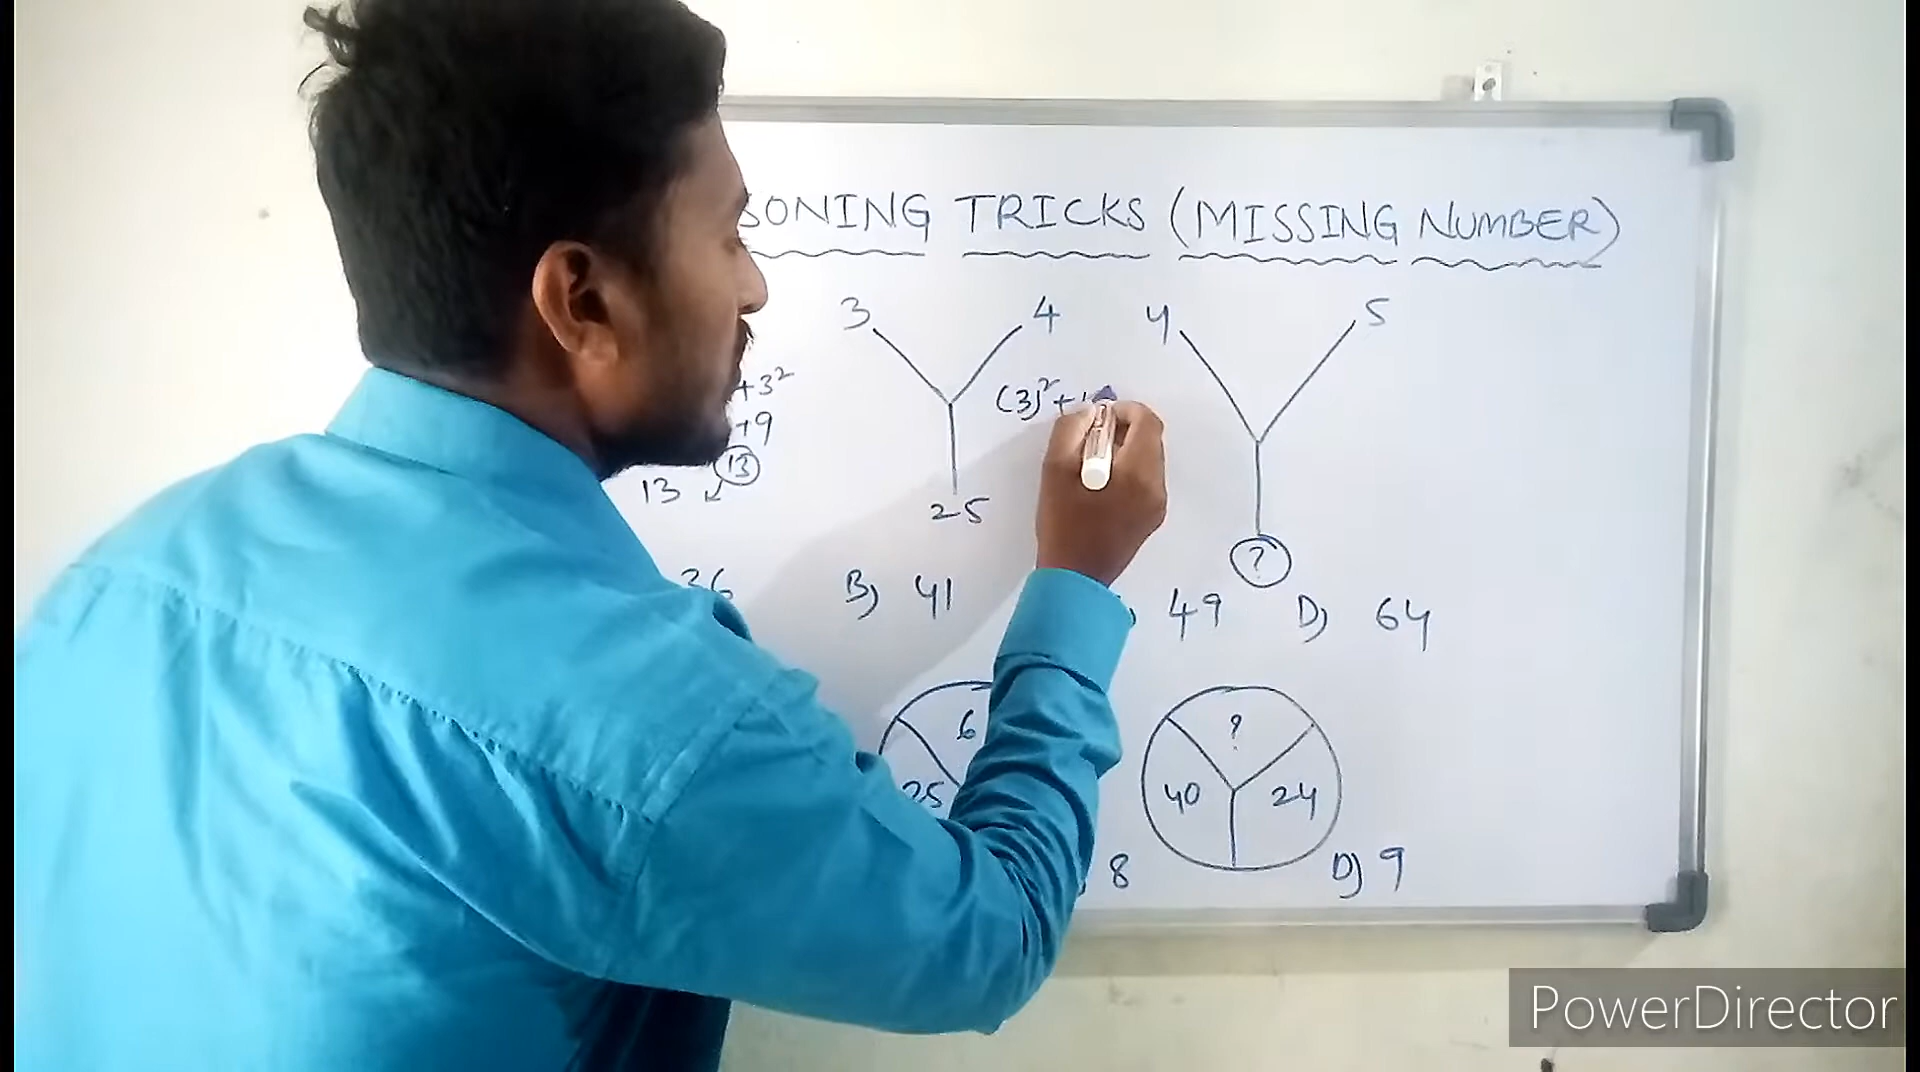 SONING TRICKS (MISSING NUMBER)
3 4 4 5
+3²
(3)²+
+9
13
13
25
?
36 B) 41 49 D) 64
6 ?
25 40 24
8 D) 9
PowerDirector